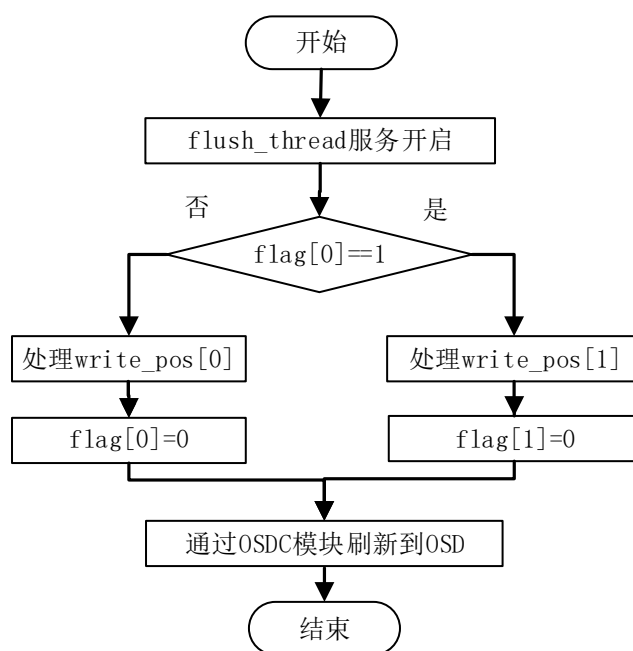 开始
flush_thread服务开启
否
是
flag[0]==1
处理write_pos[0]
处理write_pos[1]
flag[0]=0
flag[1]=0
通过OSDC模块刷新到OSD
结束